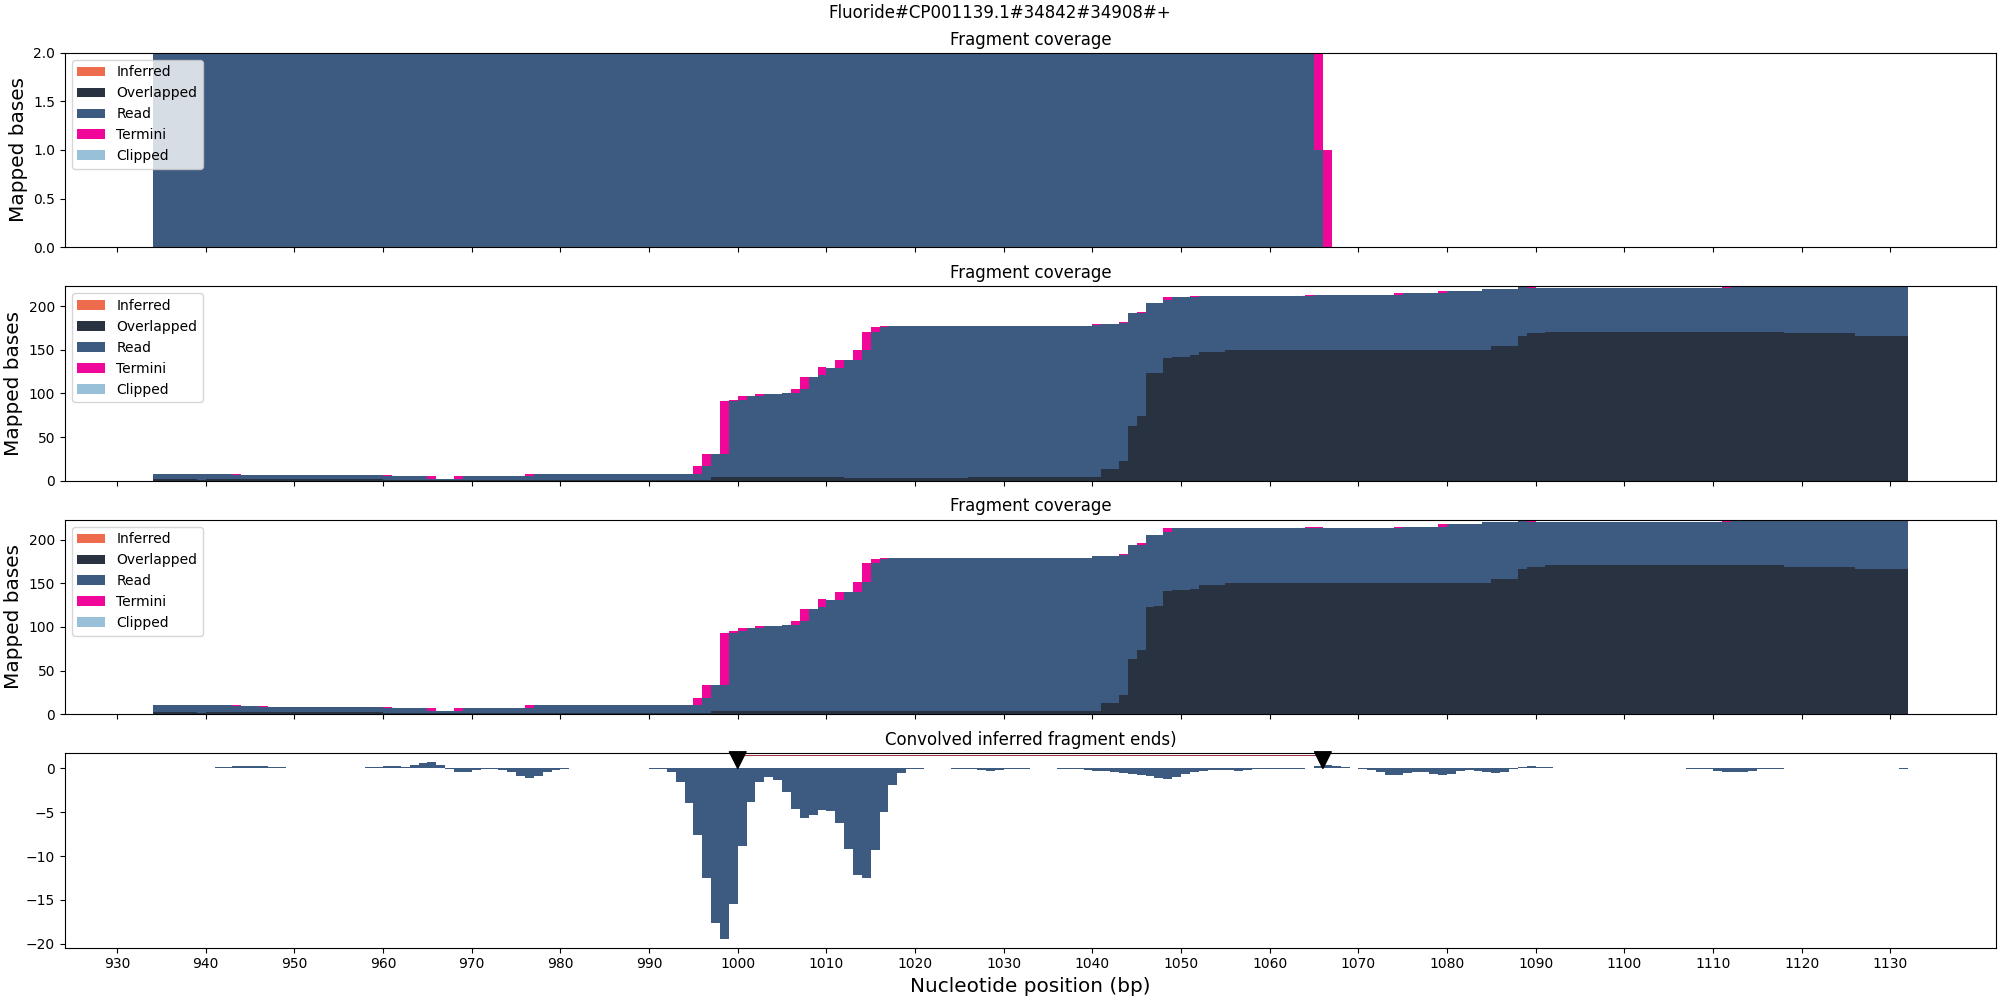 Fluoride#CP001139.1#34842#34908#+
Fragment coverage
Mapped bases
2.0
1.5
1.0
0.5
0.0
Inferred
Overlapped
Read
Termini
Clipped
Fragment coverage
Mapped bases
200
150
100
50
0
Inferred
Overlapped
Read
Termini
Clipped
Fragment coverage
Mapped bases
200
150
100
50
0
Inferred
Overlapped
Read
Termini
Clipped
Convolved inferred fragment ends)
0
−5
−10
−15
−20
930 940 950 960 970 980 990 1000 1010 1020 1030 1040 1050 1060 1070 1080 1090 1100 1110 1120 1130
Nucleotide position (bp)